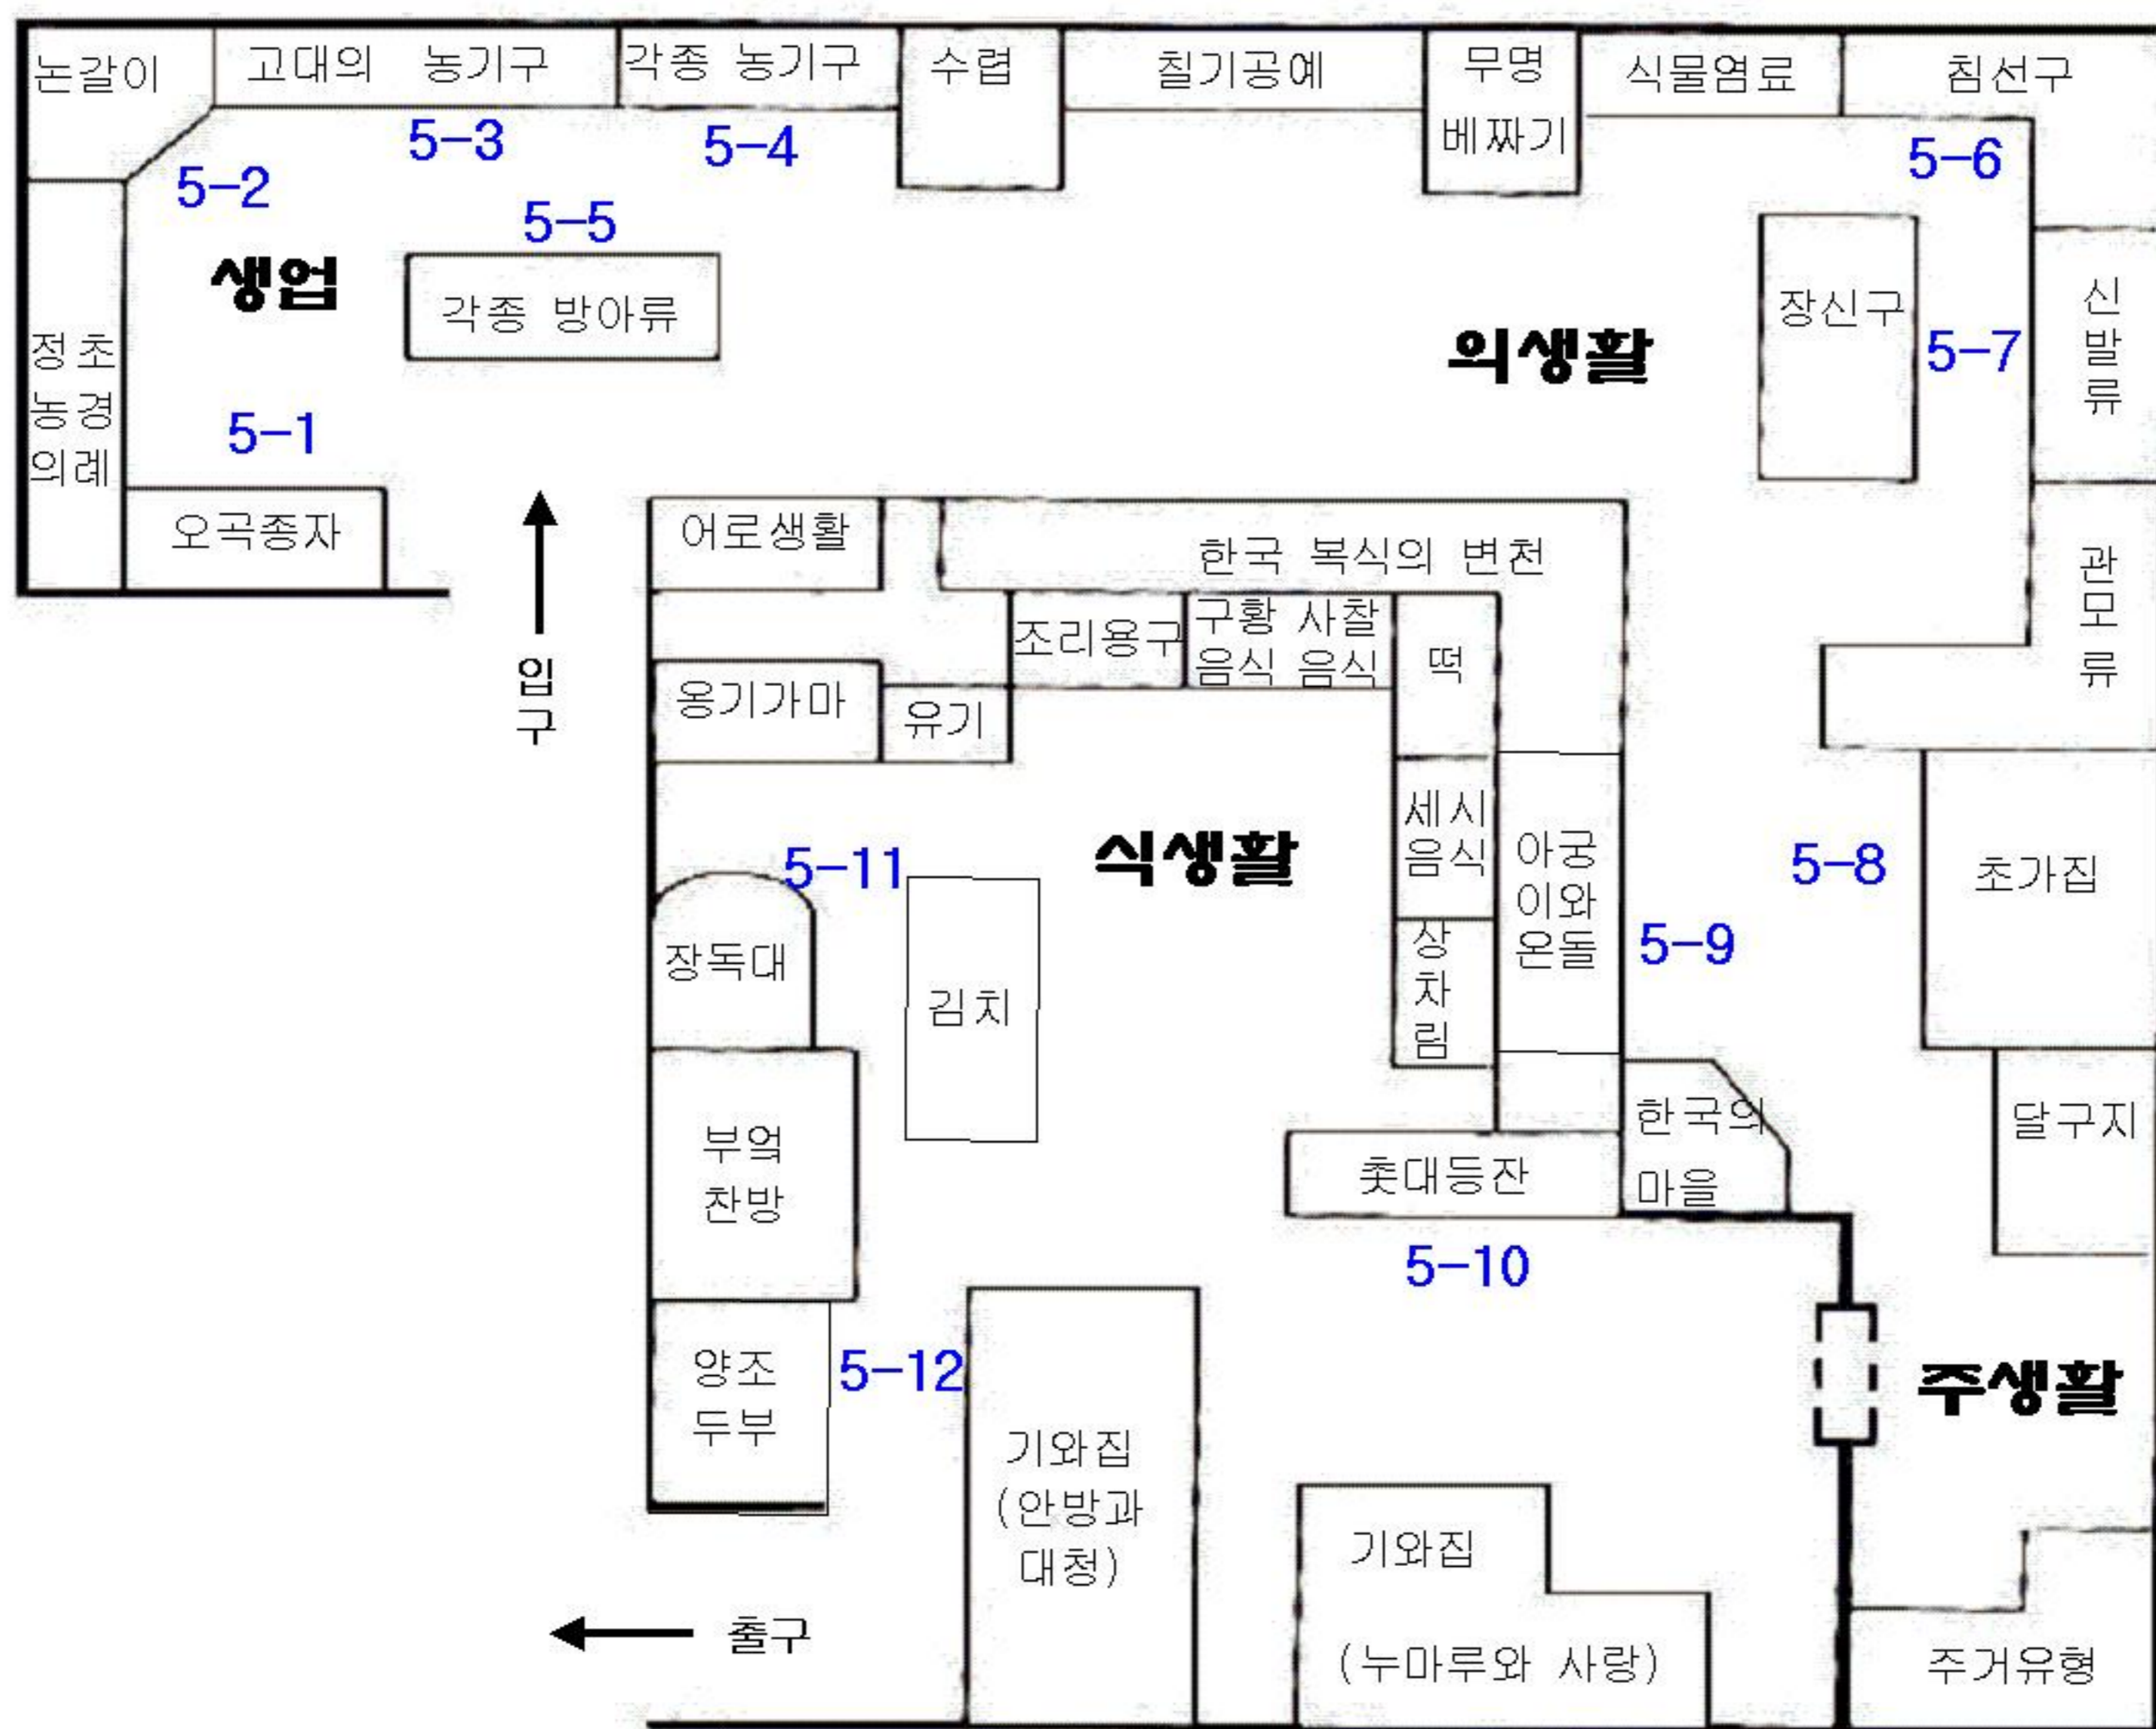 논갈이
고대의 농기구
각종 농기구
수렵
칠기공예
무명
베짜기
식물염료
침선구
5-2
5-3
5-4
5-6
5-5
생업
각종 방아류
의생활
장신구
5-7
신
발
류
정초
농경
의례
5-1
오곡종자
입
구
어로생활
한국 복식의 변천
관
모
류
조리용구
구황
음식
사찰
음식
떡
옹기가마
유기
식생활
세시
음식
아궁
이와
온돌
5-8
초가집
5-9
5-11
장독대
김치
상
차
림
부엌
찬방
한국의
마을
달구지
촛대등잔
5-10
양조
두부
5-12
기와집
(안방과
대청)
주생활
기와집
(누마루와 사랑)
주거유형
출구